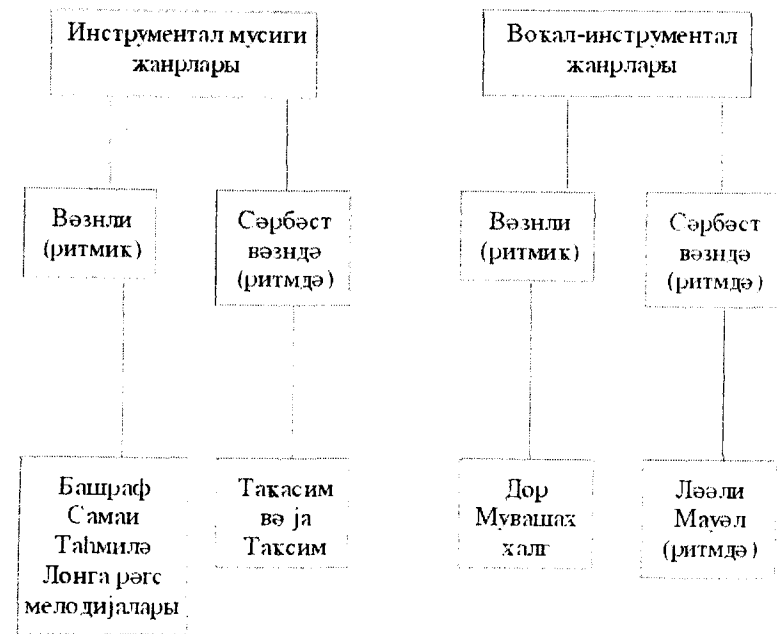 Инструментал мусиги
жанрлары
Вокал-инструментал
жанрлары
Вәзнли
(ритмик)
Сәрбәст
вәзндә
(ритмдә)
Вәзнли
(ритмик)
Сәрбәст
вәзндә
(ритмдә)
Башраф
Самаи
Таһмилә
Лонга рәгс
мелодијалары
Такасим
вә ја
Таксим
Дор
Мувашах
халг
Ләәли
Мауәл
(ритмдә)